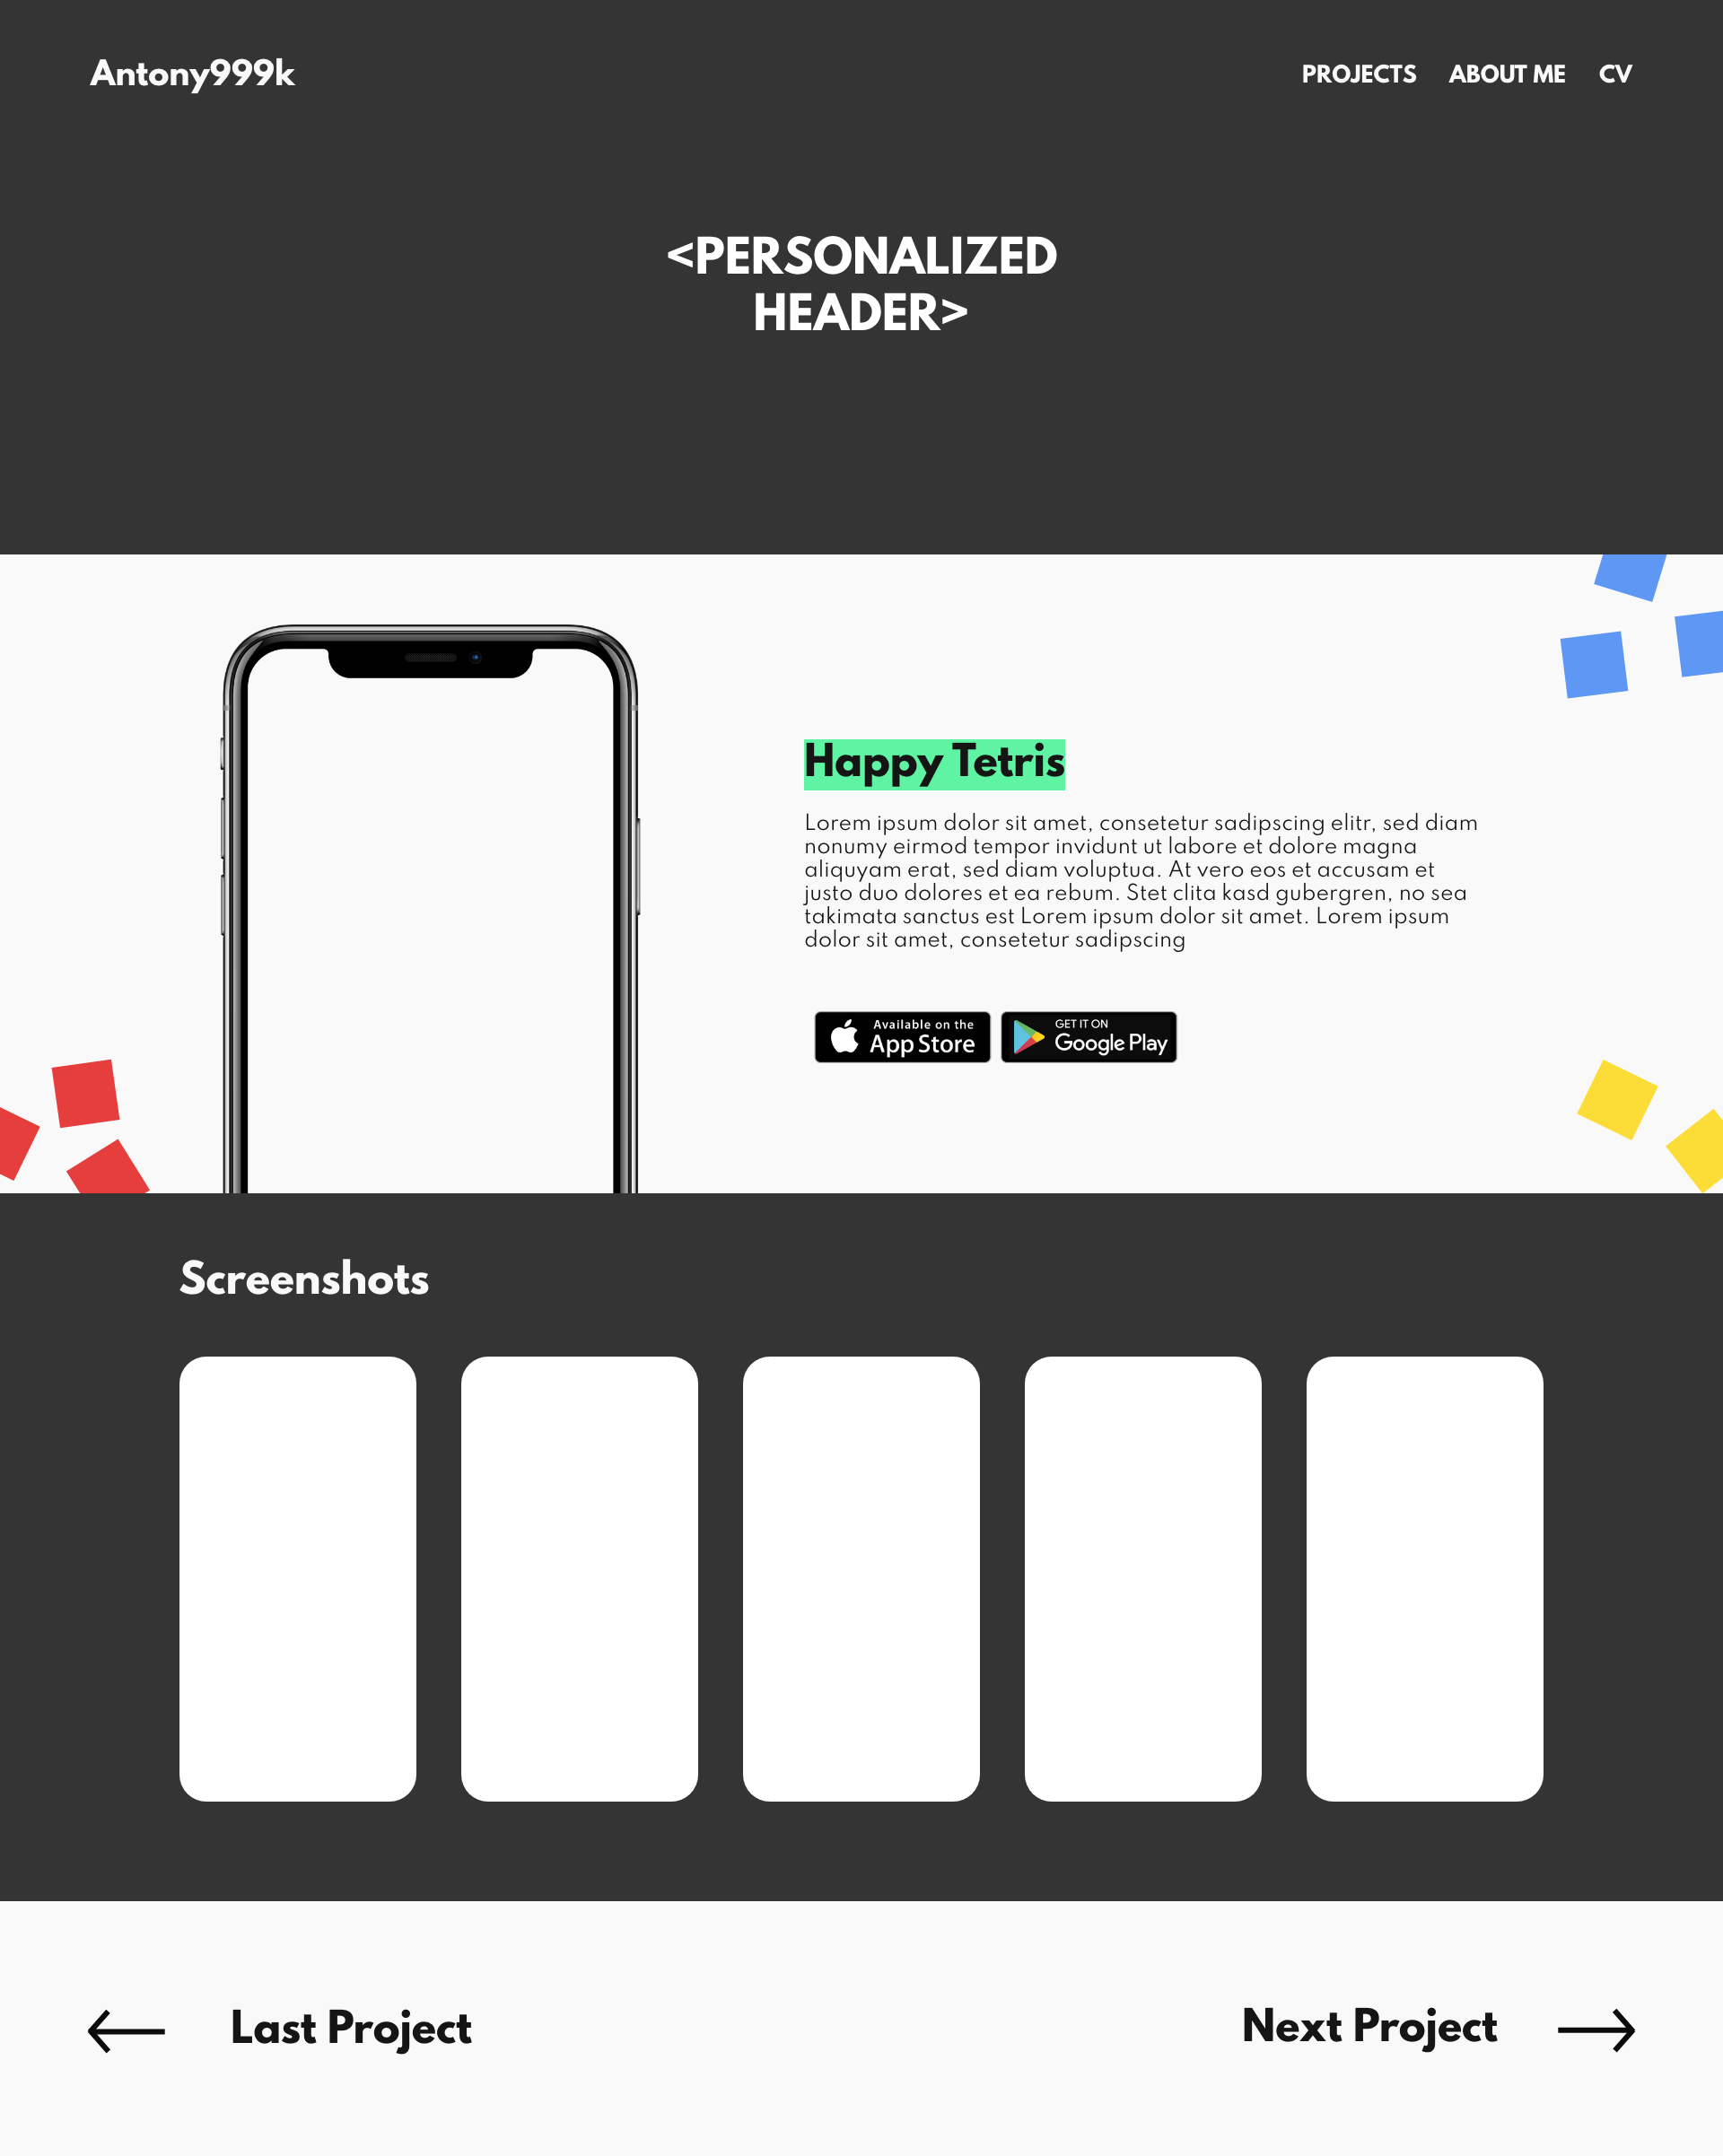 Antony999k
PROJECTS ABOUT ME CV
<PERSONALIZED
HEADER>
Happy Tetris
Lorem ipsum dolor sit amet, consetetur sadipscing elitr, sed diam
nonumy eirmod tempor invidunt ut labore et dolore magna
aliquyam erat, sed diam voluptua. At vero eos et accusam et
justo duo dolores et ea rebum. Stet clita kasd gubergren, no sea
takimata sanctus est Lorem ipsum dolor sit amet. Lorem ipsum
dolor sit amet, consetetur sadipscing
Available on the
App Store
GET IT ON
Google Play
Screenshots
Last Project
Next Project